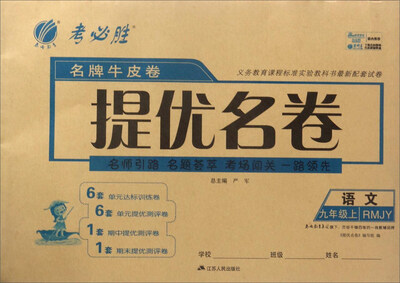 考必胜
名牌牛皮卷
义务教育课程标准实验教科书最新配套试卷
提优名卷
名师引路 名题荟萃 考场闯关 一路领先
总主编 严军
语文
九年级上 RMJY
6套 单元达标训练卷
6套 单元提优测评卷
1套 期中提优测评卷
1套 期末提优测评卷
学校 班级 姓名
江苏人民出版社